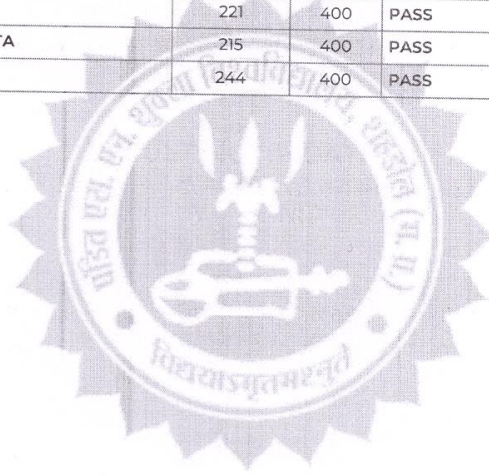 221 400 PASS
TA 215 400 PASS
244 400 PASS
पंडित एस. एन. शुक्ला विश्वविद्यालय, शहडोल (म. प्र.)
विद्ययाऽमृतमश्नुते